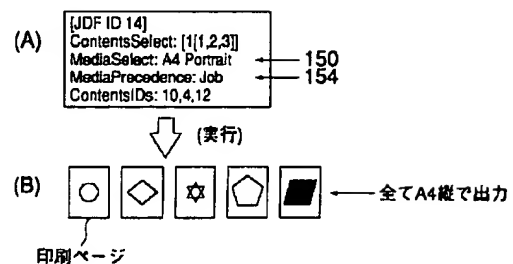 (A)
[JDF ID 14]
ContentsSelect: [1[1,2,3]]
MediaSelect: A4 Portrait
150
MediaPrecedence: Job
154
ContentsIDs: 10,4,12
(実行)
(B)
全てA4縦で出力
印刷ページ